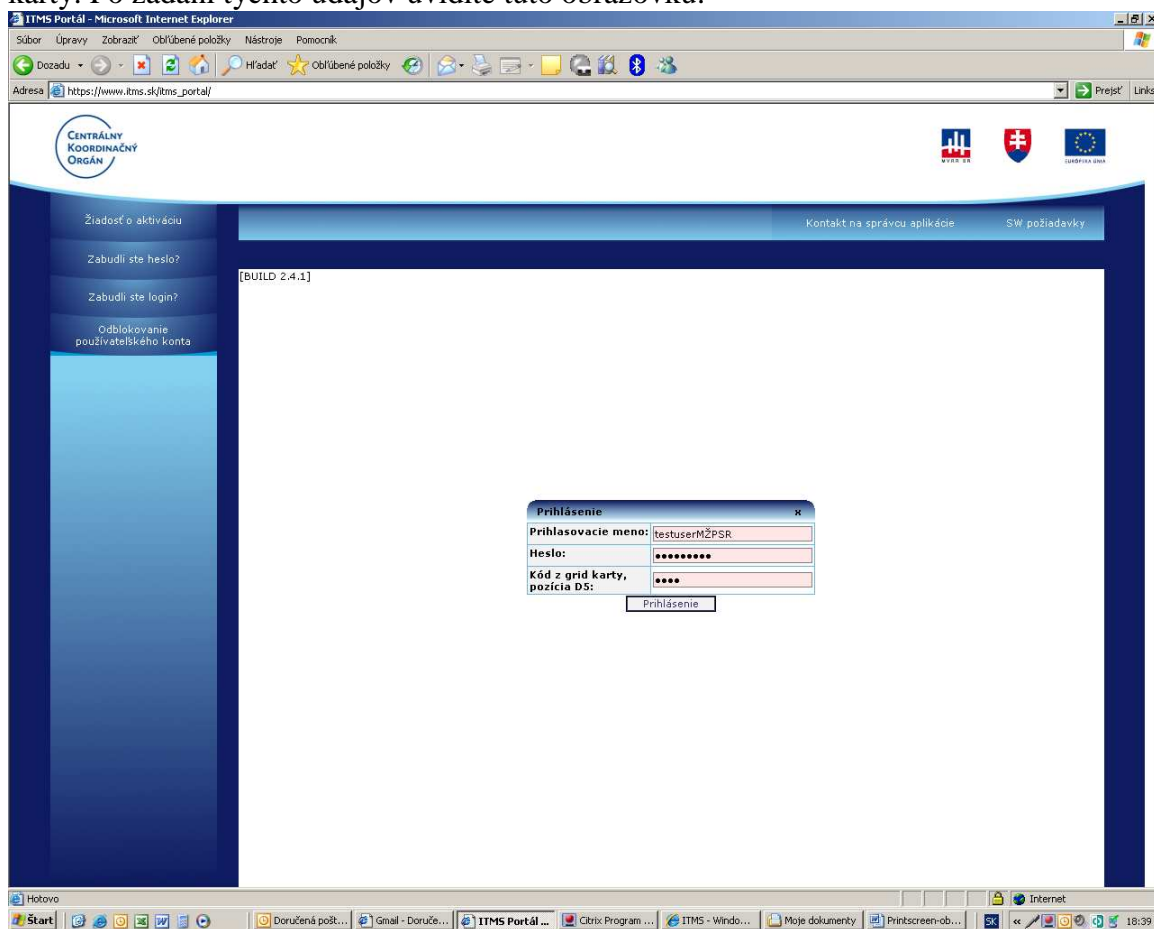 karty. Po zadaní týchto údajov uvidíte túto obrazovku:
ITMS Portál - Microsoft Internet Explorer
Súbor Úpravy Zobraziť Obľúbené položky Nástroje Pomocník
Dozadu Hľadať Obľúbené položky
Adresa https://www.itms.sk/itms_portal/ Prejsť Links
CENTRÁLNY
KOORDINAČNÝ
ORGÁN
MVRR SR
EURÓPSKA ÚNIA
Žiadosť o aktiváciu
Kontakt na správcu aplikácie SW požiadavky
Zabudli ste heslo?
[BUILD 2.4.1]
Zabudli ste login?
Odblokovanie
používateľského konta
Prihlásenie x
Prihlasovacie meno: testuserMŽPSR
Heslo: •••••••••
Kód z grid karty,
pozícia D5: ••••
Prihlásenie
Hotovo Internet
Štart Doručená pošt... Gmail - Doruče... ITMS Portál ... Citrix Program ... ITMS - Windo... Moje dokumenty Printscreen-ob... SK « 18:39